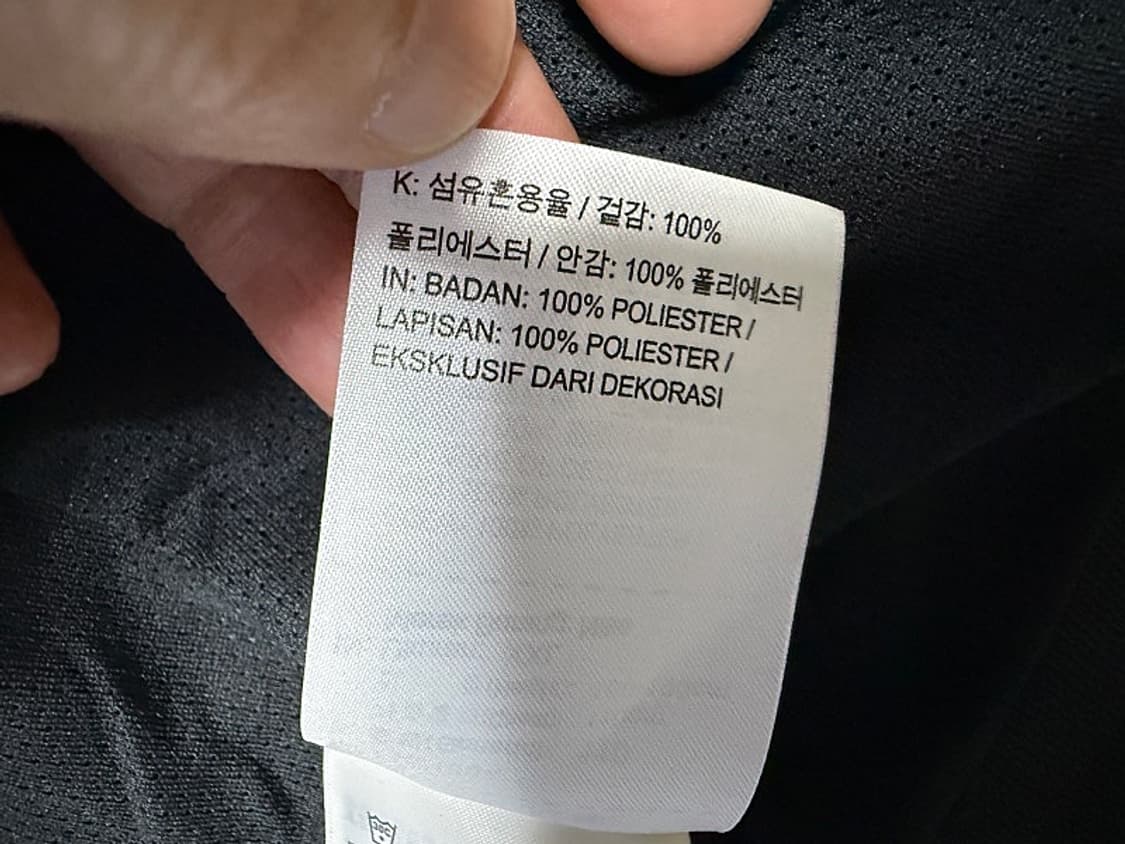 K: 섬유혼용율 / 겉감: 100%
폴리에스터 / 안감: 100% 폴리에스터
IN: BADAN: 100% POLIESTER /
LAPISAN: 100% POLIESTER /
EKSKLUSIF DARI DEKORASI
30C